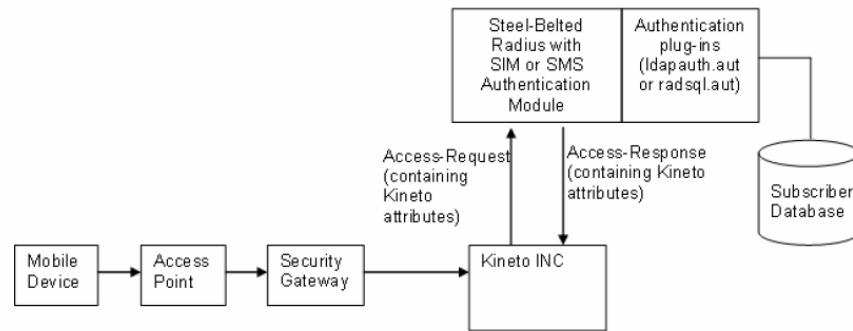 Steel-Belted
Radius with
SIM or SMS
Authentication
Module
Authentication
plug-ins
(ldapauth.aut
or radsql.aut)
Access-Request
(containing
Kineto
attributes)
Access-Response
(containing Kineto
attributes)
Subscriber
Database
Mobile
Device
Access
Point
Security
Gateway
Kineto INC